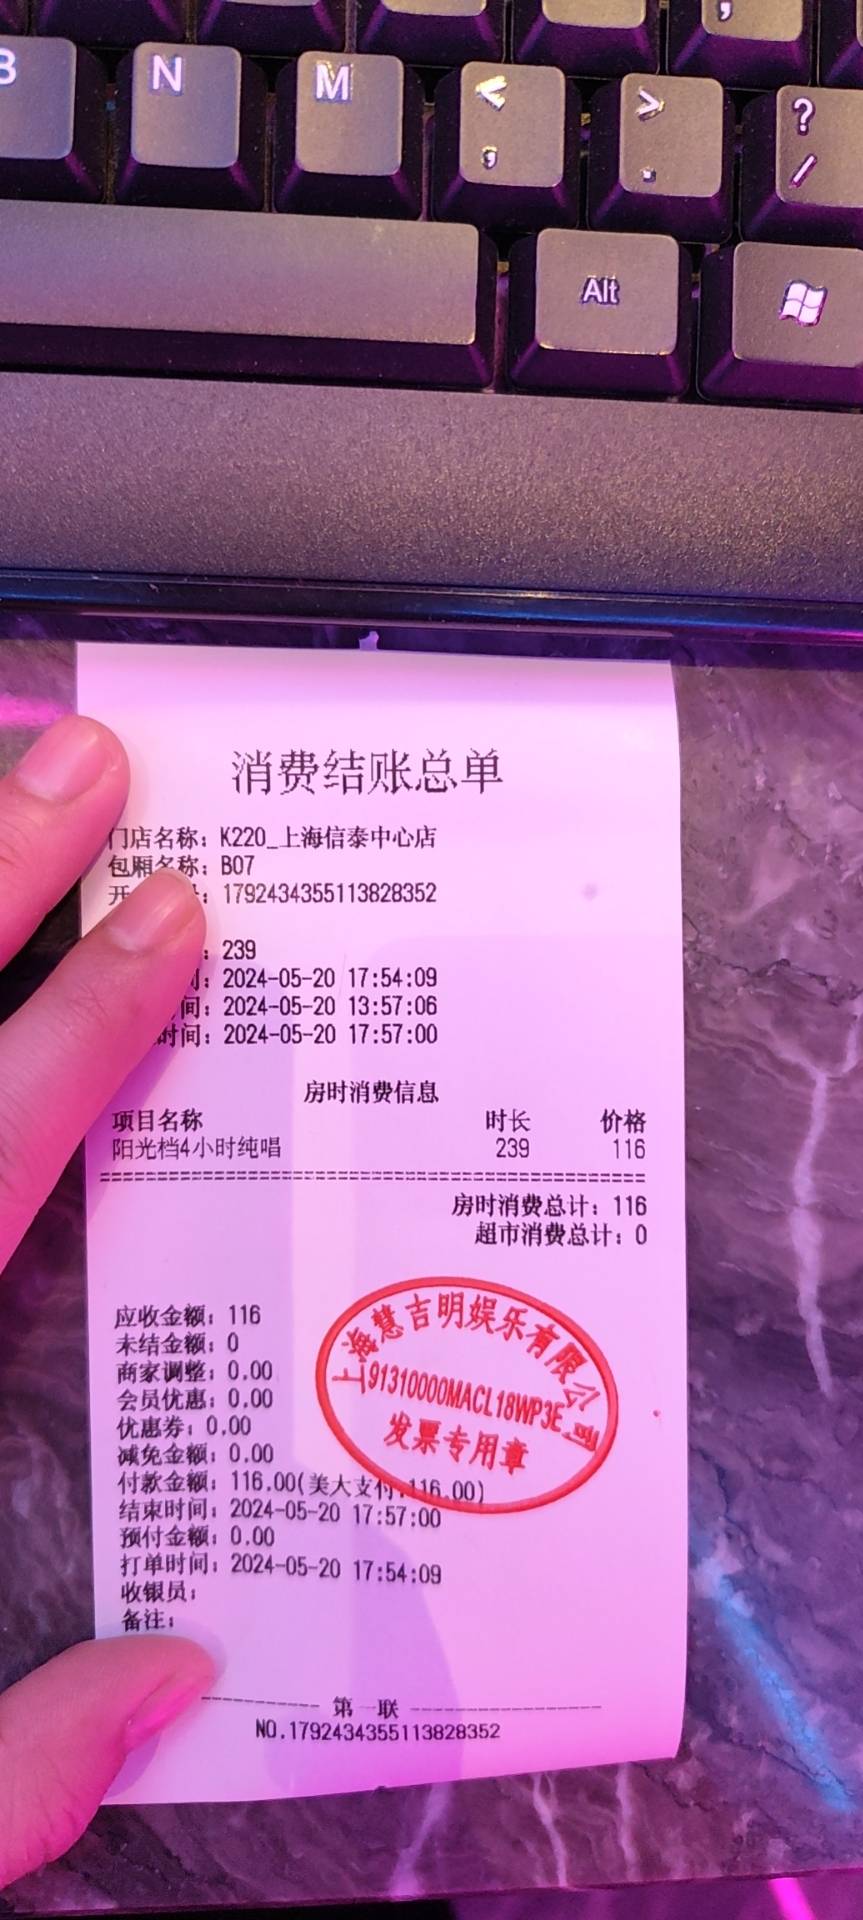 B N M < , > . ? /
Alt
消费结账总单
门店名称：K220_上海信泰中心店
包厢名称：B07
开 ：1792434355113828352
：239
间：2024-05-20 17:54:09
间：2024-05-20 13:57:06
时间：2024-05-20 17:57:00
房时消费信息
项目名称 时长 价格
阳光档4小时纯唱 239 116
房时消费总计：116
超市消费总计：0
应收金额：116
未结金额：0
商家调整：0.00
会员优惠：0.00
优惠券：0.00
减免金额：0.00
付款金额：116.00(美大支付:116.00)
结束时间：2024-05-20 17:57:00
预付金额：0.00
打单时间：2024-05-20 17:54:09
收银员：
备注：
上海慧吉明娱乐有限公司
91310000MACL18WP3E
发票专用章
第一联
NO.1792434355113828352